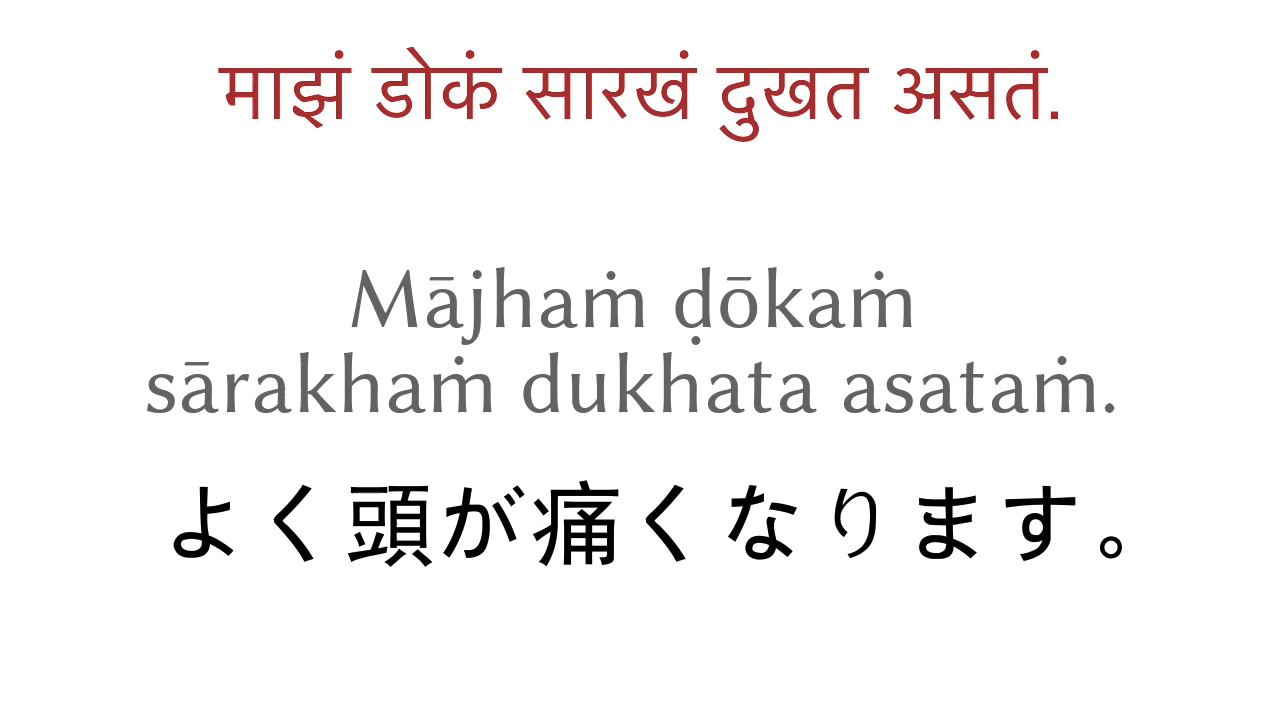 माझं डोकं सारखं दुखत असतं.
Mājhaṁ ḍōkaṁ
sārakhaṁ dukhata asataṁ.
よく頭が痛くなります。